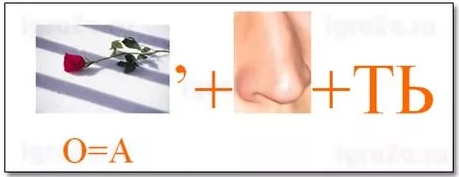 ’ + + ТЬ
О=А